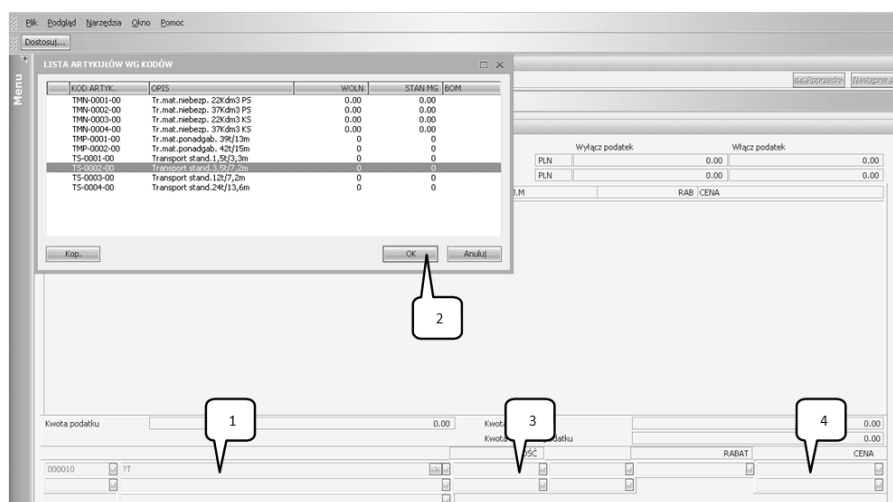 Plik Podgląd Narzędzia Okno Pomoc
Dostosuj...
Menu
LISTA ARTYKUŁÓW WG KODÓW
KOD ARTYK. OPIS WOLN. STAN MG BOM
TMN-0001-00 Tr.mat.niebezp. 22Kdm3 PS 0.00 0.00
TMN-0002-00 Tr.mat.niebezp. 37Kdm3 PS 0.00 0.00
TMN-0003-00 Tr.mat.niebezp. 22Kdm3 KS 0.00 0.00
TMN-0004-00 Tr.mat.niebezp. 37Kdm3 KS 0.00 0.00
TMP-0001-00 Tr.mat.ponadgab. 39t/13m 0 0
TMP-0002-00 Tr.mat.ponadgab. 42t/15m 0 0
TS-0001-00 Transport stand.1,5t/3,3m 0 0
TS-0002-00 Transport stand.3,5t/7,2m 0 0
TS-0003-00 Transport stand.12t/7,2m 0 0
TS-0004-00 Transport stand.24t/13,6m 0 0
Kop. OK Anuluj
<< Poprzedni Następne
Wyłącz podatek Włącz podatek
PLN 0.00 0.00
PLN 0.00 0.00
J.M RAB CENA
2
1
3
4
Kwota podatku 0.00 Kwot 0.00
Kwota datku 0.00
OŚĆ RABAT CENA
000010 ?T